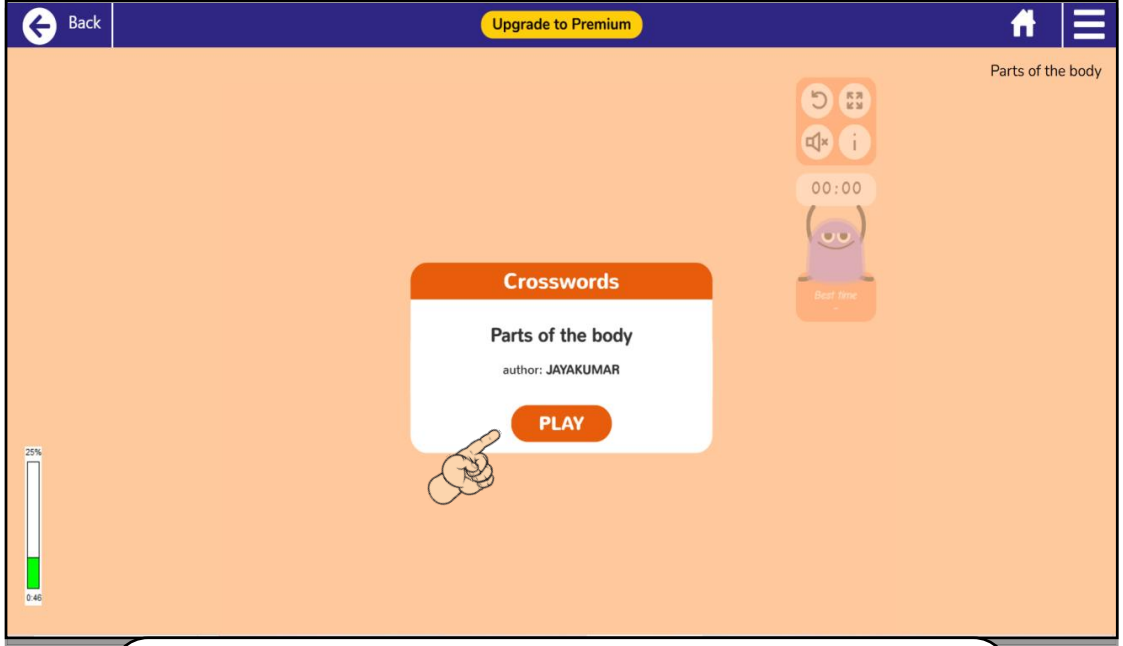 Back
Upgrade to Premium
Parts of the body
i
00:00
Best time
-
Crosswords
Parts of the body
author: JAYAKUMAR
PLAY
25%
0:46